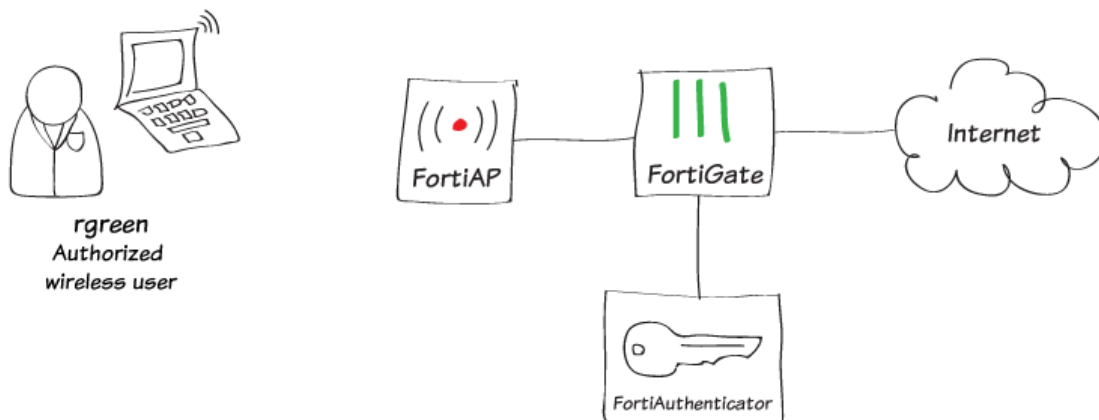 FortiAP
FortiGate
Internet
rgreen
Authorized
wireless user
FortiAuthenticator